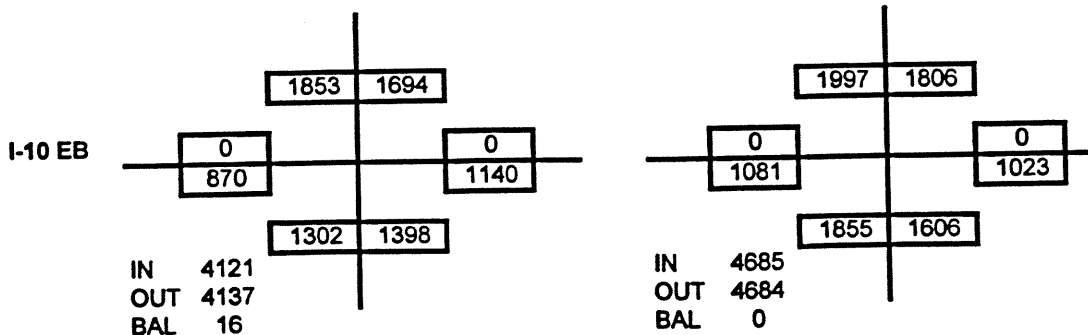 1853 1694
1997 1806
I-10 EB
0
0
0
0
870
1140
1081
1023
1302 1398
1855 1606
IN 4121
OUT 4137
BAL 16
IN 4685
OUT 4684
BAL 0